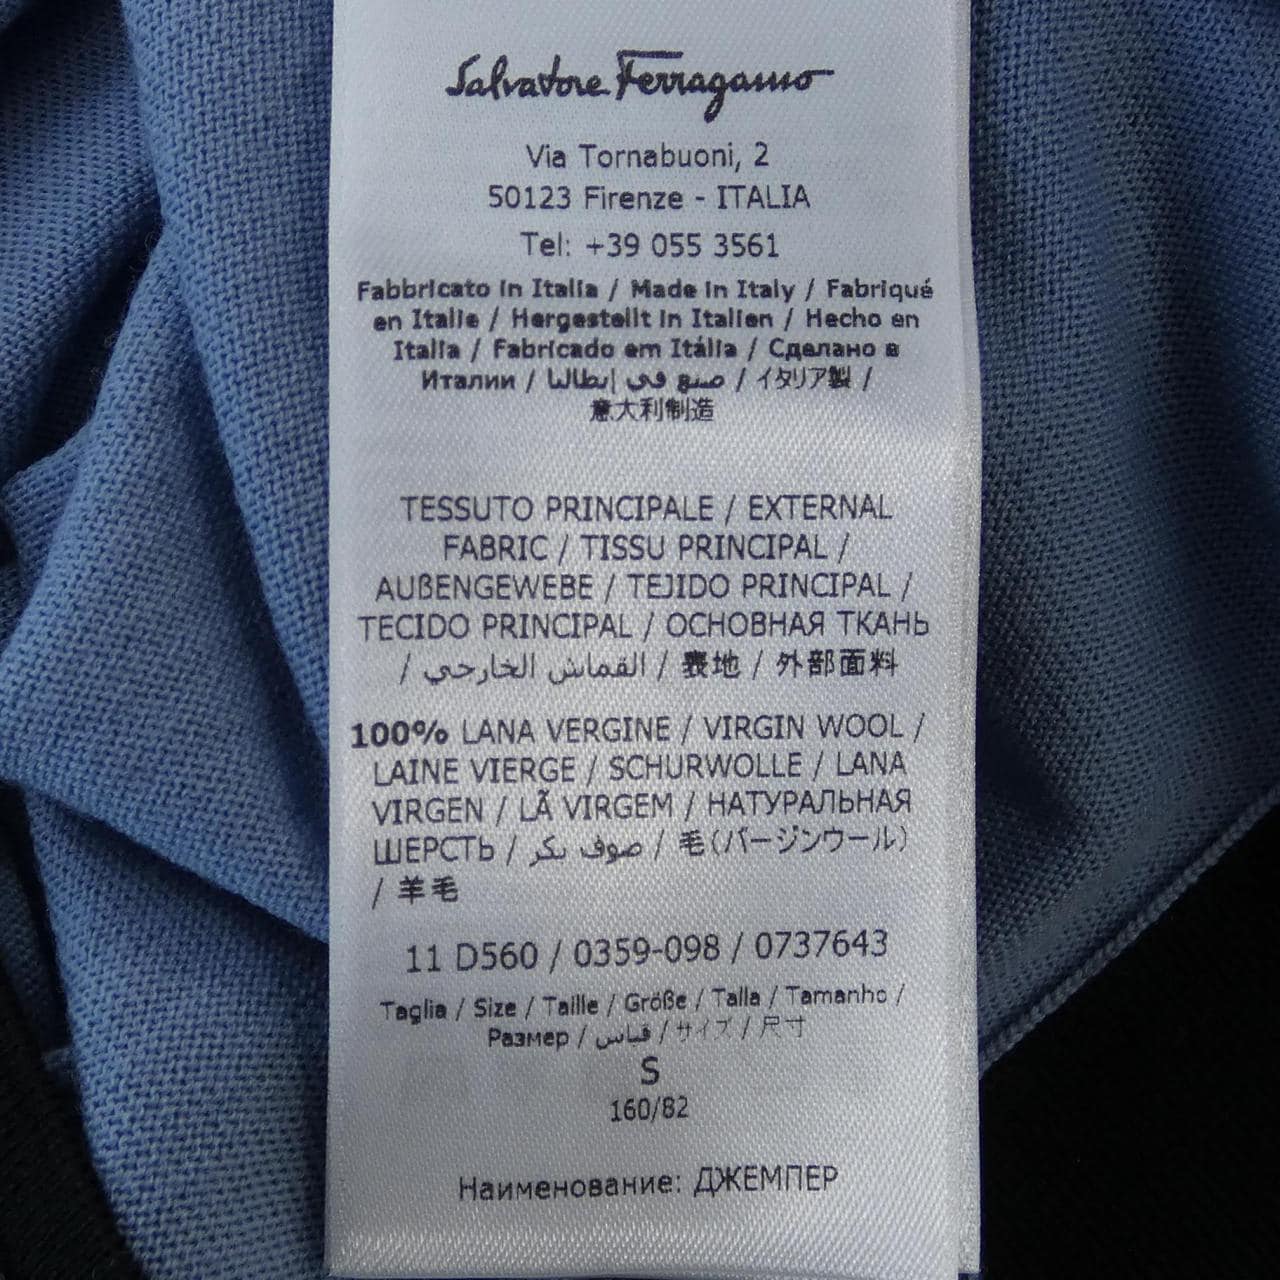 Salvatore Ferragamo
Via Tornabuoni, 2
50123 Firenze - ITALIA
Tel: +39 055 3561
Fabbricato in Italia / Made in Italy / Fabriqué
en Italie / Hergestellt in Italien / Hecho en
Italia / Fabricado em Itália / Сделано в
Италии / صنع في إيطاليا / イタリア製 /
意大利制造
TESSUTO PRINCIPALE / EXTERNAL
FABRIC / TISSU PRINCIPAL /
AUßENGEWEBE / TEJIDO PRINCIPAL /
TECIDO PRINCIPAL / ОСНОВНАЯ ТКАНЬ
/ القماش الخارجي / 表地 / 外部面料
100% LANA VERGINE / VIRGIN WOOL /
LAINE VIERGE / SCHURWOLLE / LANA
VIRGEN / LÃ VIRGEM / НАТУРАЛЬНАЯ
ШЕРСТЬ / صوف بكر / 毛(バージンウール)
/ 羊毛
11 D560 / 0359-098 / 0737643
Taglia / Size / Taille / Größe / Talla / Tamanho /
Размер / قياس / サイズ / 尺寸
S
160/82
Наименование: ДЖЕМПЕР